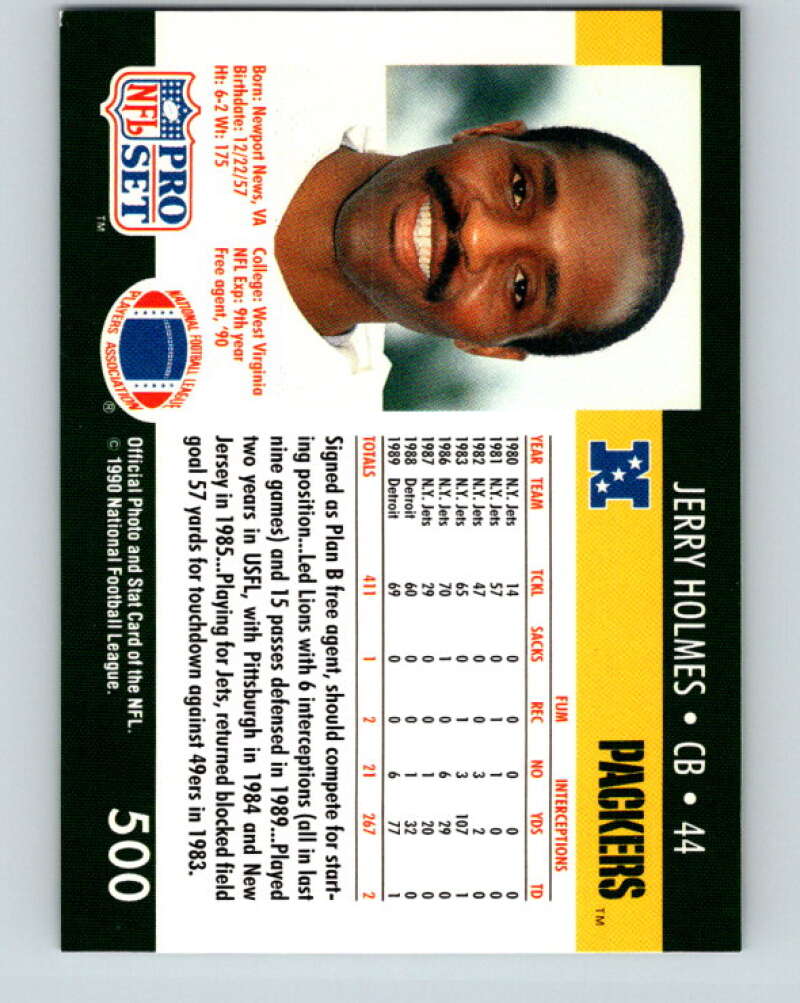 JERRY HOLMES • CB • 44
PACKERS™
N
Born: Newport News, VA
Birthdate: 12/22/57
Ht: 6-2 Wt: 175
College: West Virginia
NFL Exp: 9th year
Free agent, '90
FUM INTERCEPTIONS
YEAR TEAM TCKL SACKS REC NO YDS TD
1980 N.Y. Jets 14 0 0 0 0 0
1981 N.Y. Jets 57 0 1 1 0 0
1982 N.Y. Jets 47 0 0 3 2 0
1983 N.Y. Jets 65 0 1 3 107 1
1986 N.Y. Jets 70 1 0 6 29 0
1987 N.Y. Jets 29 0 0 1 20 0
1988 Detroit 60 0 0 1 32 0
1989 Detroit 69 0 0 6 77 1
TOTALS 411 1 2 21 267 2
Signed as Plan B free agent, should compete for start-
ing position...Led Lions with 6 interceptions (all in last
nine games) and 15 passes defensed in 1989...Played
two years in USFL, with Pittsburgh in 1984 and New
Jersey in 1985...Playing for Jets, returned blocked field
goal 57 yards for touchdown against 49ers in 1983.
PRO
NFL SET
™
NATIONAL FOOTBALL LEAGUE
PLAYERS ASSOCIATION
®
Official Photo and Stat Card of the NFL.
© 1990 National Football League.
500